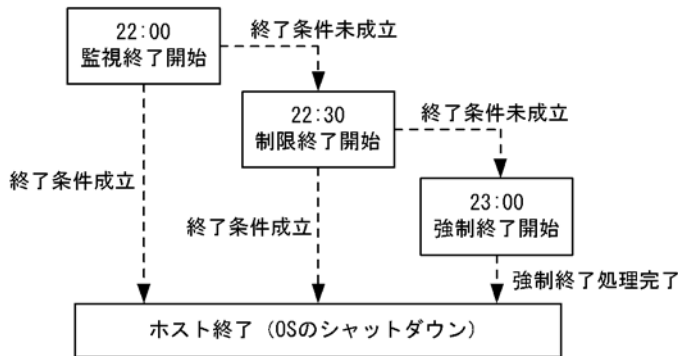 22:00
監視終了開始
終了条件未成立
22:30
制限終了開始
終了条件未成立
終了条件成立
23:00
強制終了開始
終了条件成立
強制終了処理完了
ホスト終了（OSのシャットダウン）